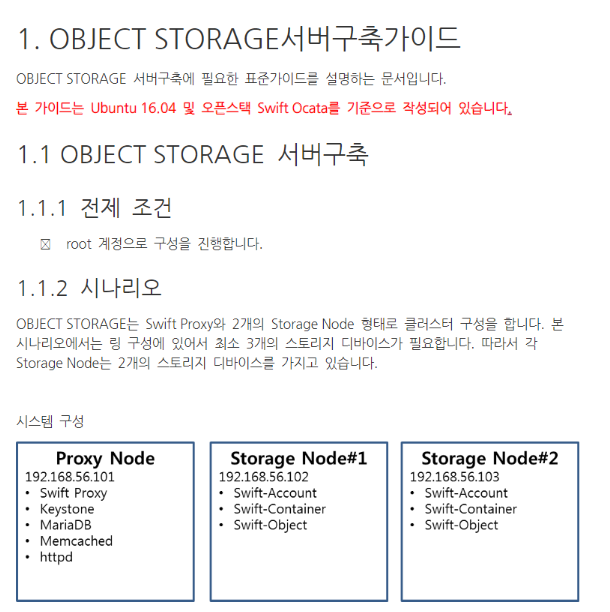 1. OBJECT STORAGE서버구축가이드
OBJECT STORAGE 서버구축에 필요한 표준가이드를 설명하는 문서입니다.
본 가이드는 Ubuntu 16.04 및 오픈스택 Swift Ocata를 기준으로 작성되어 있습니다.
1.1 OBJECT STORAGE 서버구축
1.1.1 전제 조건
root 계정으로 구성을 진행합니다.
1.1.2 시나리오
OBJECT STORAGE는 Swift Proxy와 2개의 Storage Node 형태로 클러스터 구성을 합니다. 본
시나리오에서는 링 구성에 있어서 최소 3개의 스토리지 디바이스가 필요합니다. 따라서 각
Storage Node는 2개의 스토리지 디바이스를 가지고 있습니다.
시스템 구성
Proxy Node
192.168.56.101
• Swift Proxy
• Keystone
• MariaDB
• Memcached
• httpd
Storage Node#1
192.168.56.102
• Swift-Account
• Swift-Container
• Swift-Object
Storage Node#2
192.168.56.103
• Swift-Account
• Swift-Container
• Swift-Object